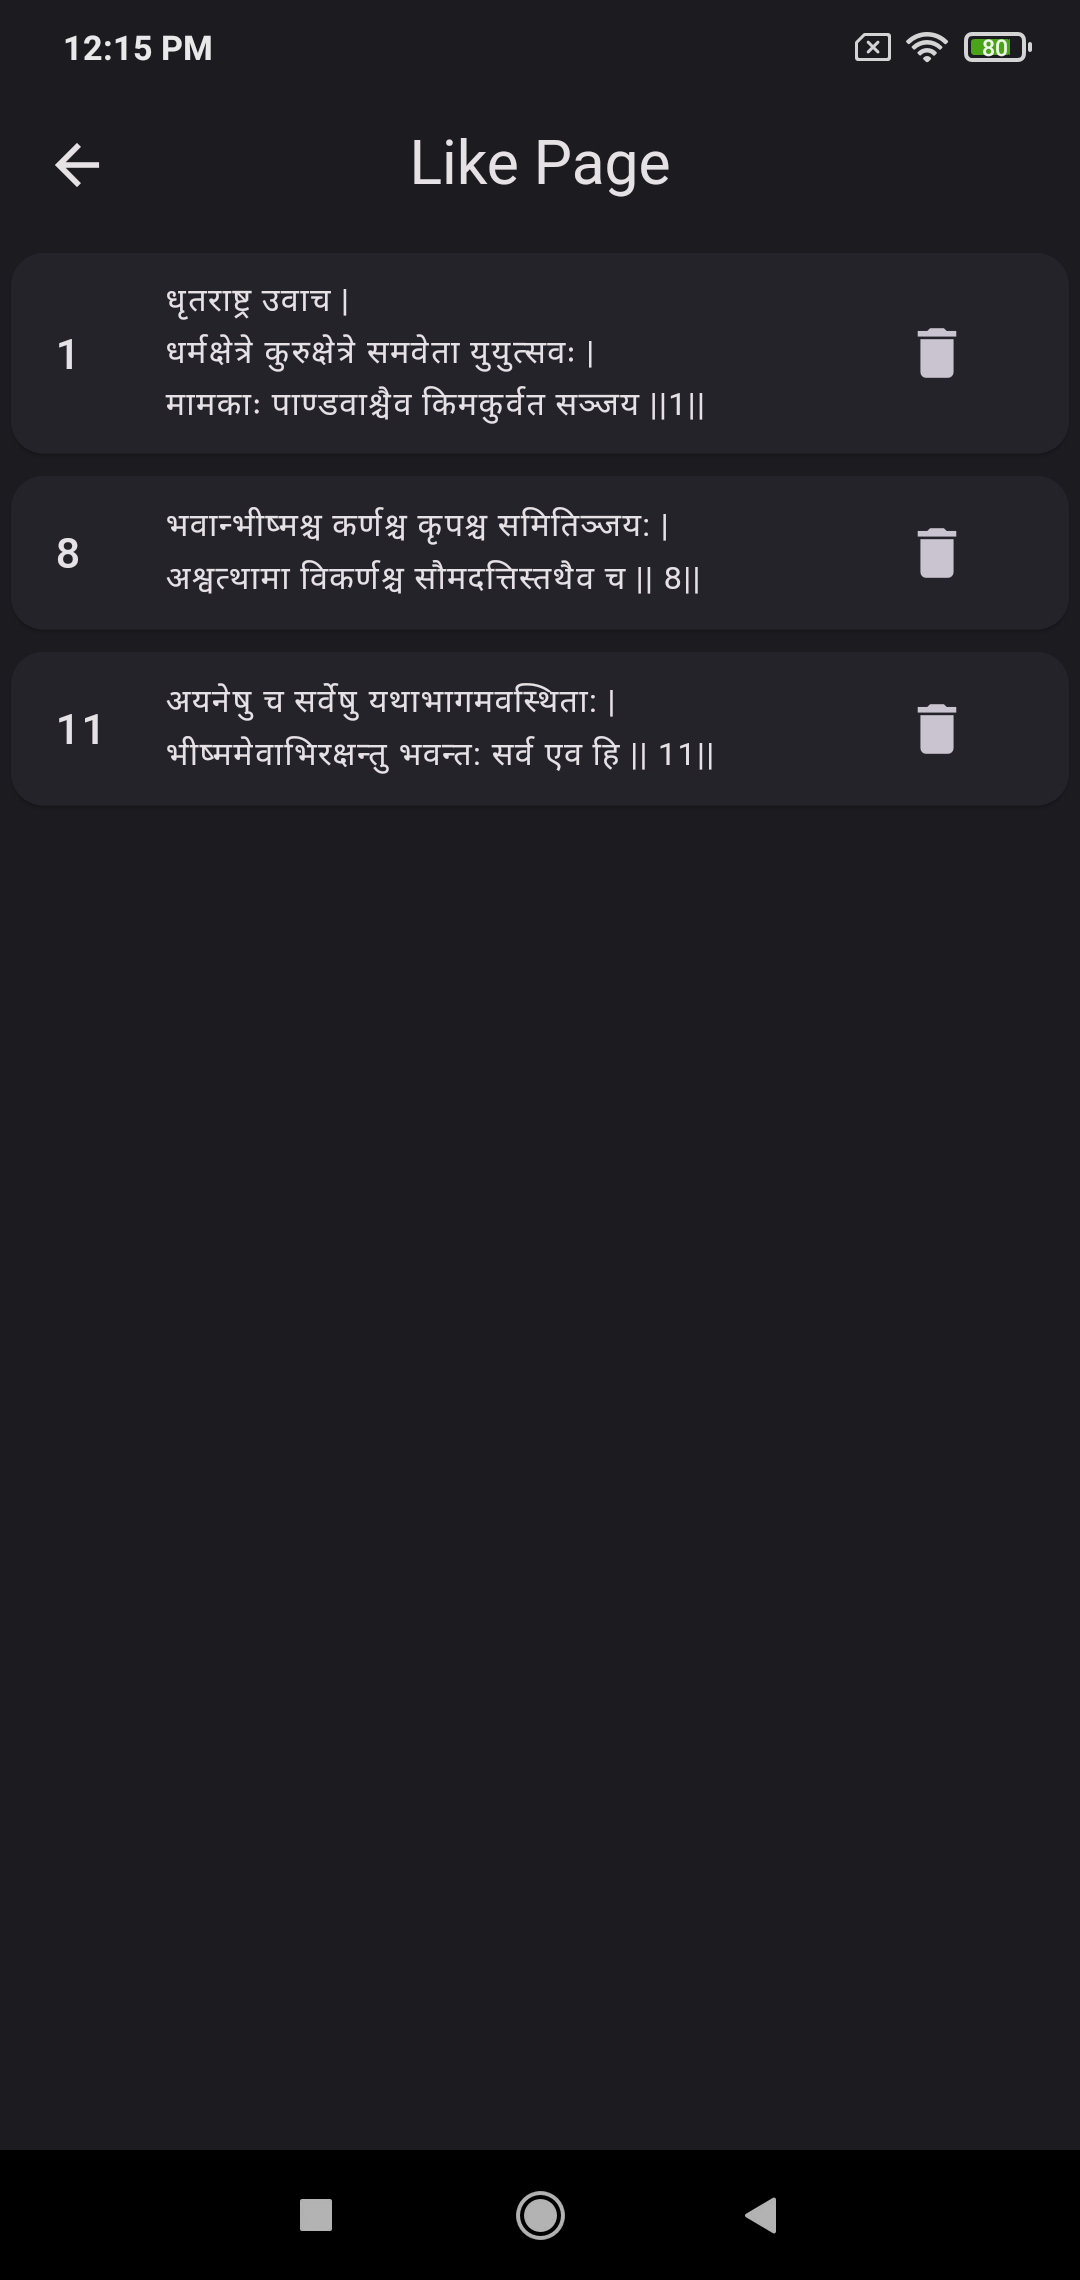 12:15 PM
80
Like Page
1
धृतराष्ट्र उवाच |
धर्मक्षेत्रे कुरुक्षेत्रे समवेता युयुत्सवः |
मामकाः पाण्डवाश्चैव किमकुर्वत सञ्जय ||1||
8
भवान्भीष्मश्च कर्णश्च कृपश्च समितिञ्जय: |
अश्वत्थामा विकर्णश्च सौमदत्तिस्तथैव च || 8||
11
अयनेषु च सर्वेषु यथाभागमवस्थिता: |
भीष्ममेवाभिरक्षन्तु भवन्त: सर्व एव हि || 11||